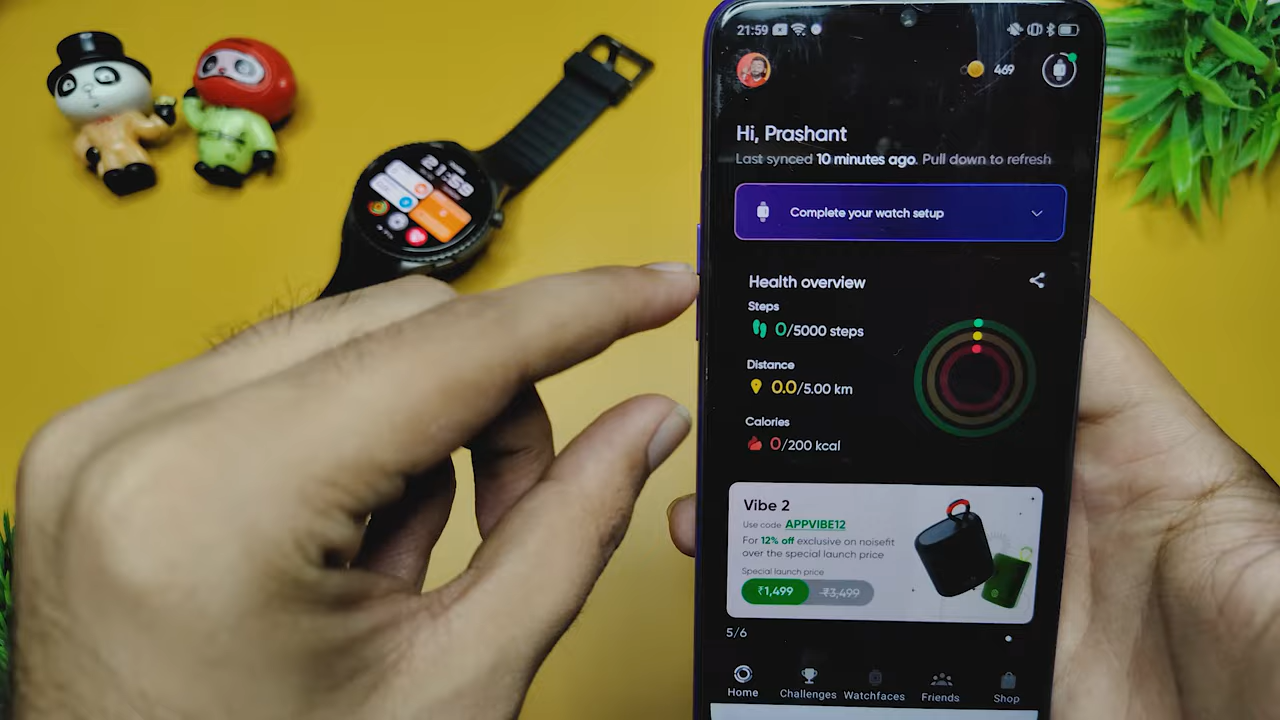 21:59
469
Hi, Prashant
Last synced 10 minutes ago. Pull down to refresh
Complete your watch setup
Health overview
Steps
0/5000 steps
Distance
0.0/5.00 km
Calories
0/200 kcal
Vibe 2
Use code APPVIBE12
For 12% off exclusive on noisefit
over the special launch price
Special launch price
₹1,499 ₹3,499
5/6
Home Challenges Watchfaces Friends Shop
21:59